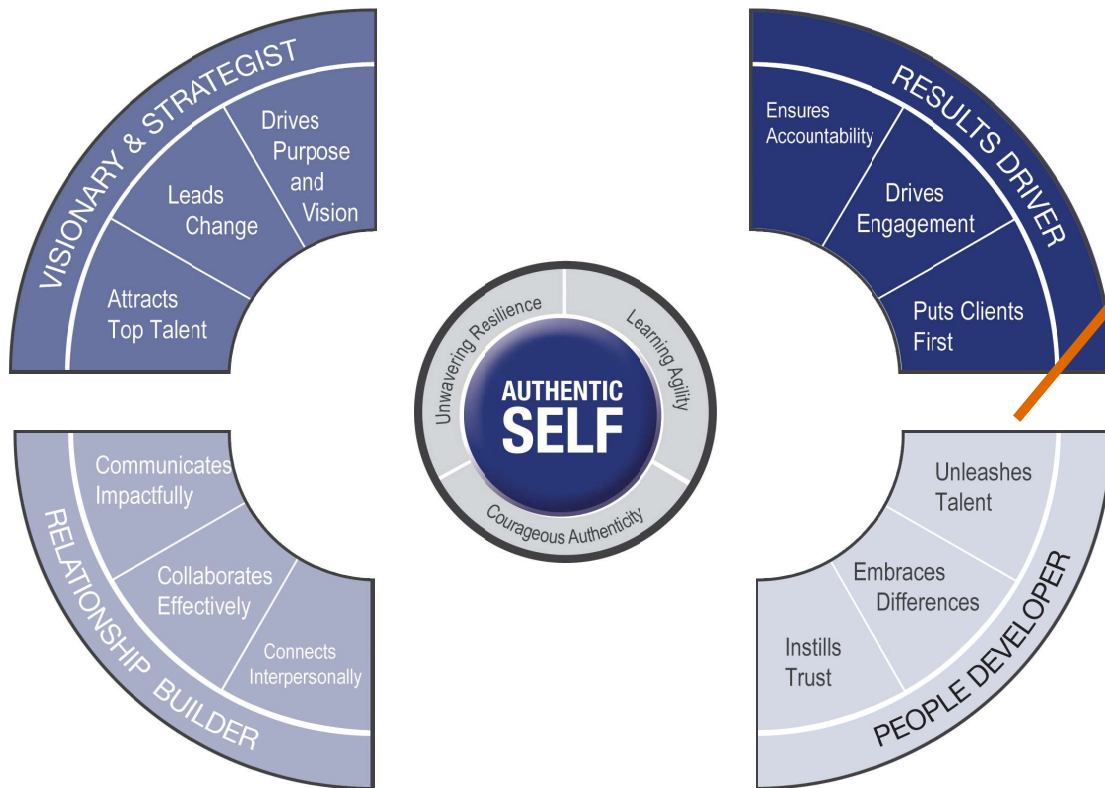 VISIONARY & STRATEGIST
Drives
Purpose
and
Vision
Leads
Change
Attracts
Top Talent
RESULTS DRIVER
Ensures
Accountability
Drives
Engagement
Puts Clients
First
Unwavering Resilience
Learning Agility
AUTHENTIC
SELF
Courageous Authenticity
RELATIONSHIP BUILDER
Communicates
Impactfully
Collaborates
Effectively
Connects
Interpersonally
PEOPLE DEVELOPER
Unleashes
Talent
Embraces
Differences
Instills
Trust